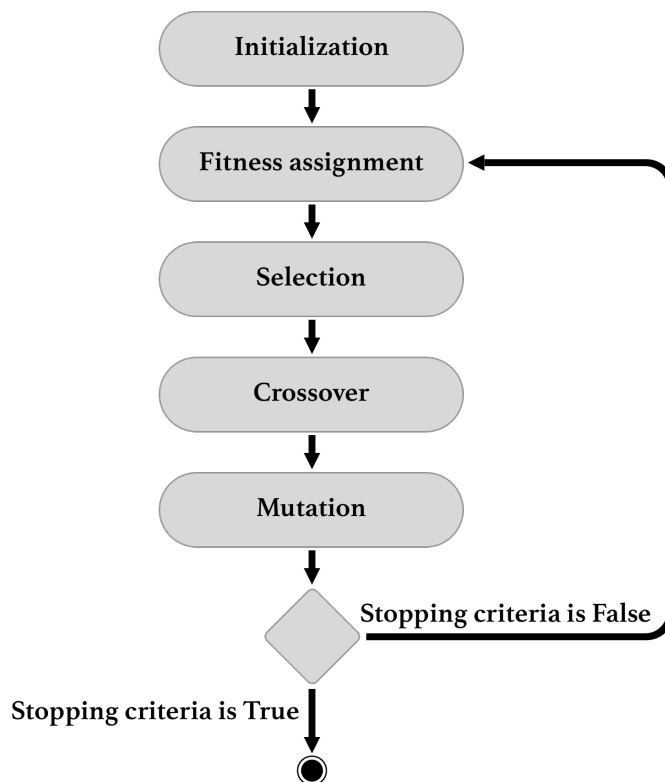 Initialization
Fitness assignment
Selection
Crossover
Mutation
Stopping criteria is False
Stopping criteria is True